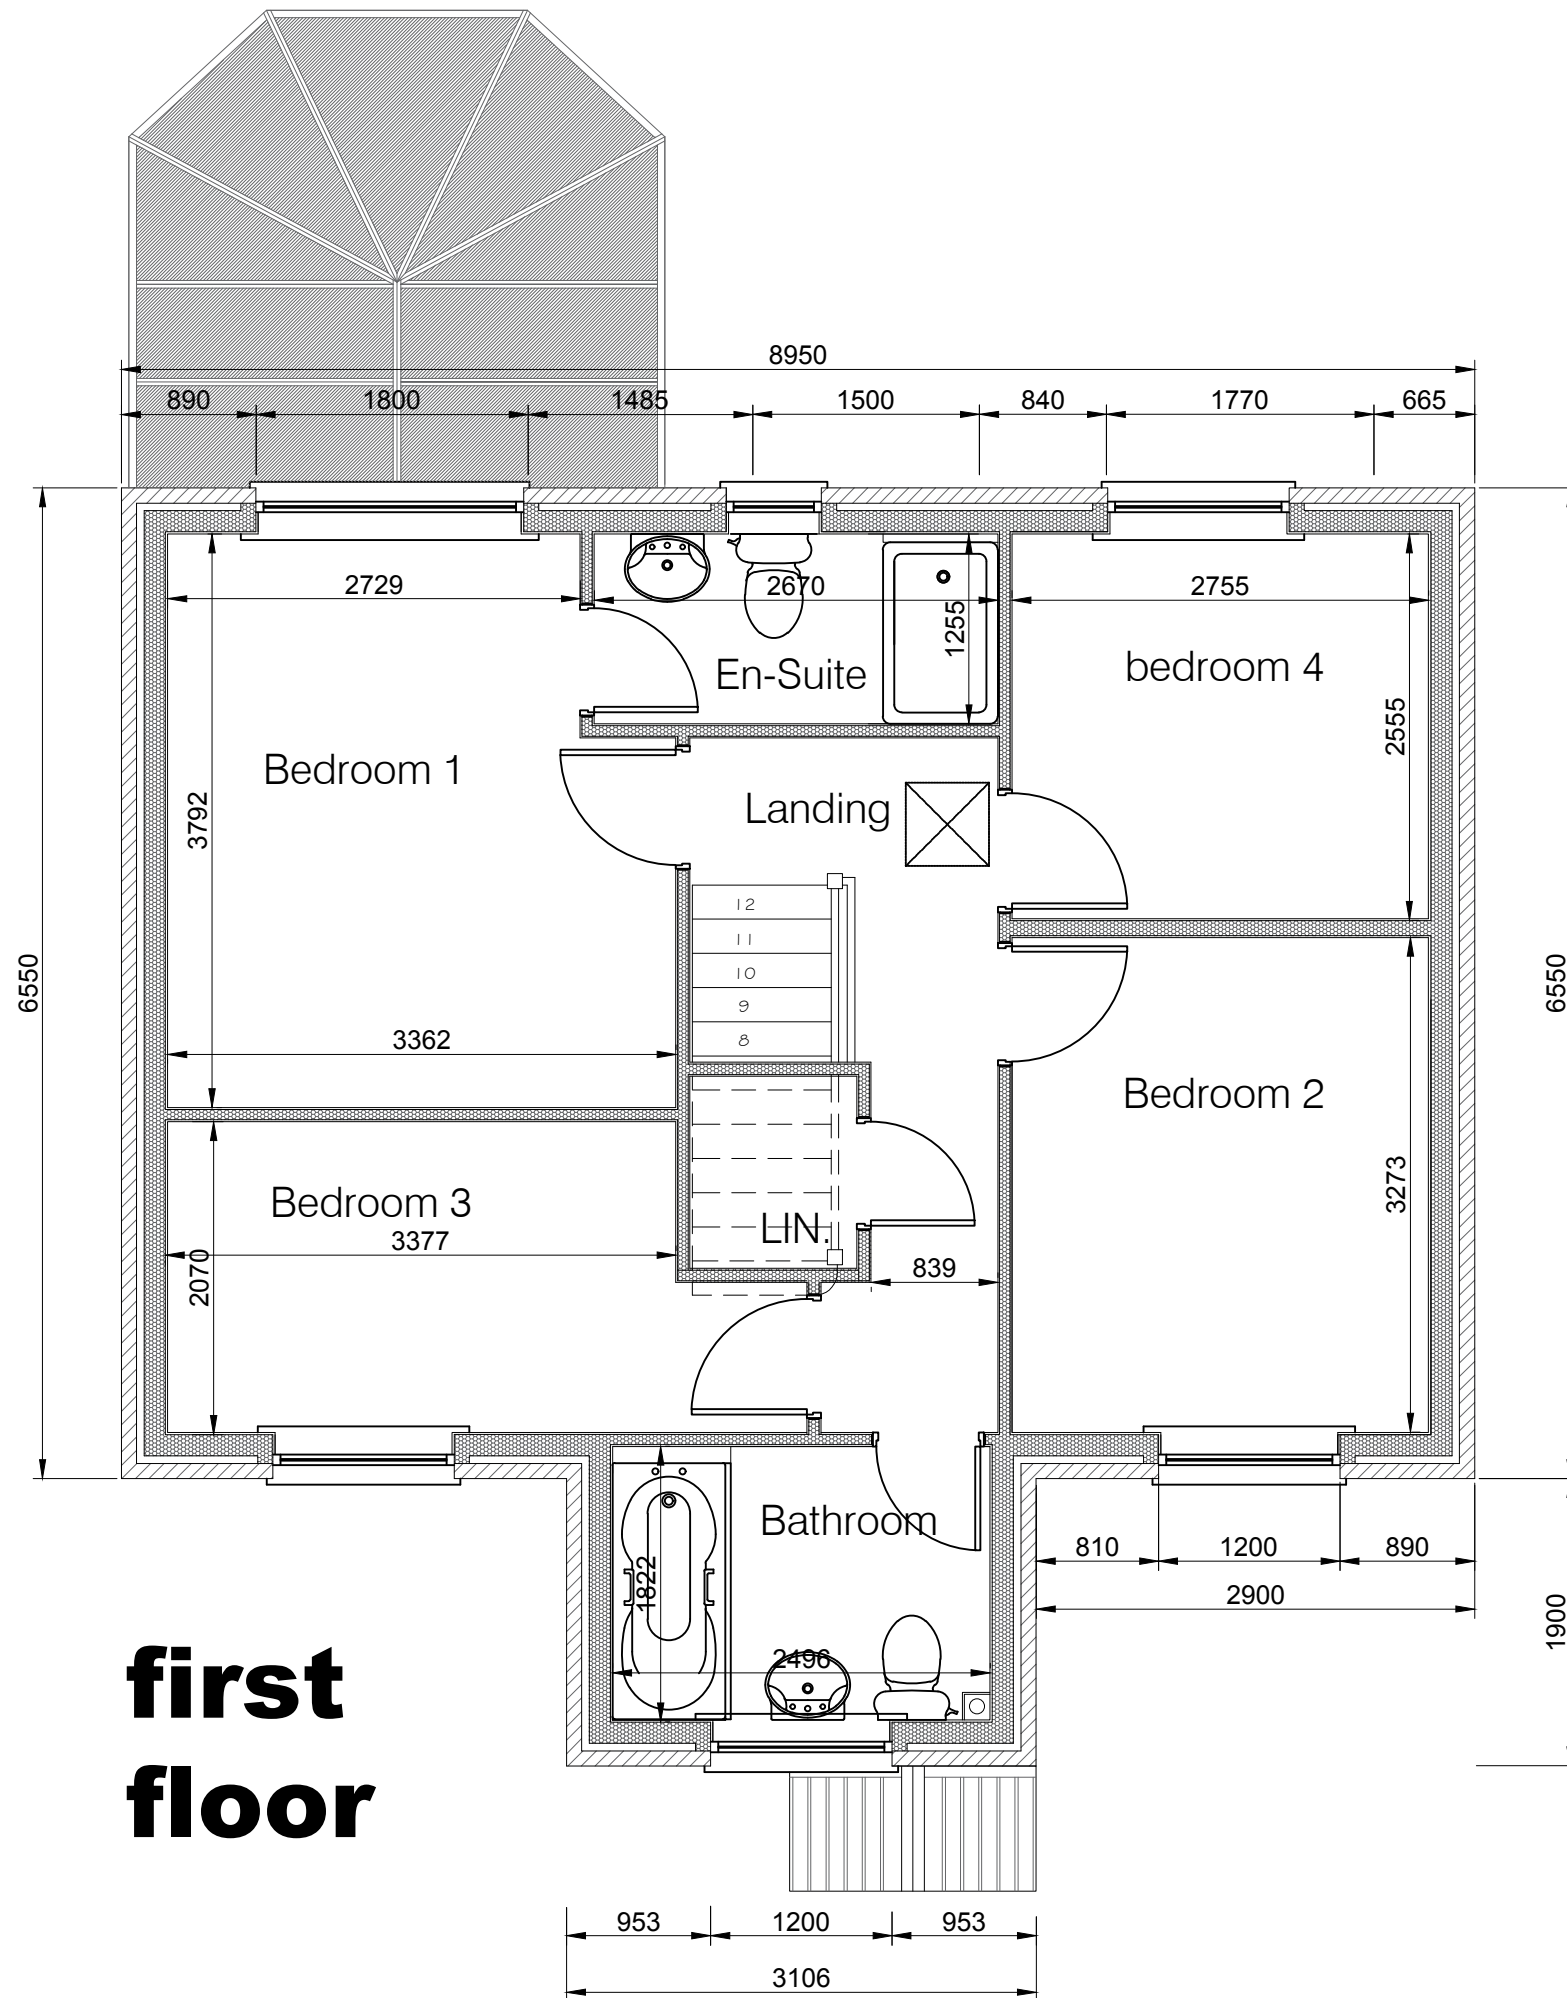 8950
890 1800 1485 1500 840 1770 665
2729 2670 2755
1255
En-Suite
bedroom 4
2555
Bedroom 1
3792
Landing
12
11
10
9
8
6550
6550
3362
Bedroom 2
3273
Bedroom 3
3377
2070
LIN.
839
Bathroom
1822
2496
810 1200 890
2900
1900
first
floor
953 1200 953
3106